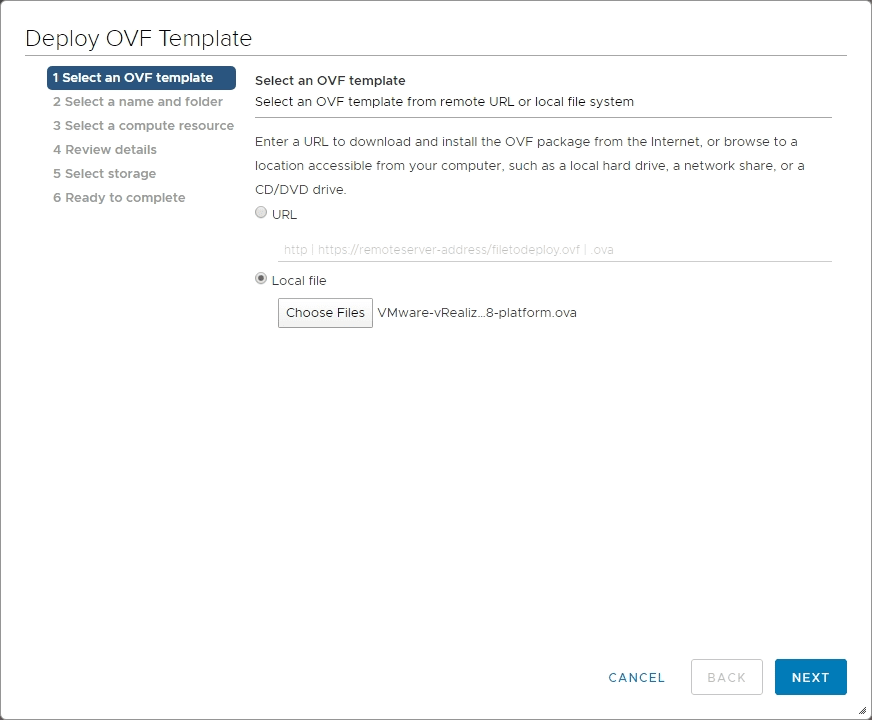 Deploy OVF Template
1 Select an OVF template
2 Select a name and folder
3 Select a compute resource
4 Review details
5 Select storage
6 Ready to complete
Select an OVF template
Select an OVF template from remote URL or local file system
Enter a URL to download and install the OVF package from the Internet, or browse to a
location accessible from your computer, such as a local hard drive, a network share, or a
CD/DVD drive.
URL
http | https://remoteserver-address/filetodeploy.ovf | .ova
Local file
Choose Files VMware-vRealiz...8-platform.ova
CANCEL BACK NEXT